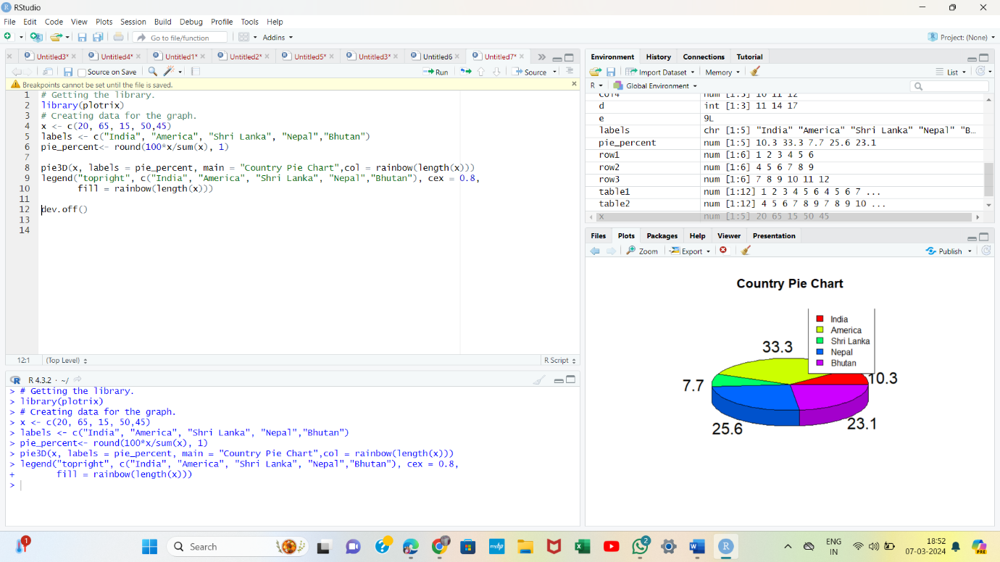 RStudio
File Edit Code View Plots Session Build Debug Profile Tools Help
Go to file/function Addins Project: (None)
Untitled3* Untitled4* Untitled1* Untitled2* Untitled5* Untitled3* Untitled6 Untitled7*
Source on Save Run Source
Breakpoints cannot be set until the file is saved.
1 # Getting the library.
2 library(plotrix)
3 # Creating data for the graph.
4 x <- c(20, 65, 15, 50,45)
5 labels <- c("India", "America", "Shri Lanka", "Nepal","Bhutan")
6 pie_percent<- round(100*x/sum(x), 1)
7
8 pie3D(x, labels = pie_percent, main = "Country Pie Chart",col = rainbow(length(x)))
9 legend("topright", c("India", "America", "Shri Lanka", "Nepal","Bhutan"), cex = 0.8,
10 fill = rainbow(length(x)))
11
12 dev.off()
13
14
12:1 (Top Level) R Script
R 4.3.2 · ~/
> # Getting the library.
> library(plotrix)
> # Creating data for the graph.
> x <- c(20, 65, 15, 50,45)
> labels <- c("India", "America", "Shri Lanka", "Nepal","Bhutan")
> pie_percent<- round(100*x/sum(x), 1)
> pie3D(x, labels = pie_percent, main = "Country Pie Chart",col = rainbow(length(x)))
> legend("topright", c("India", "America", "Shri Lanka", "Nepal","Bhutan"), cex = 0.8,
+ fill = rainbow(length(x)))
>
Environment History Connections Tutorial
Import Dataset Memory List
R Global Environment
col4 num [1:3] 10 11 12
d int [1:3] 11 14 17
e 9L
labels chr [1:5] "India" "America" "Shri Lanka" "Nepal" "B...
pie_percent num [1:5] 10.3 33.3 7.7 25.6 23.1
row1 num [1:6] 1 2 3 4 5 6
row2 num [1:6] 4 5 6 7 8 9
row3 num [1:6] 7 8 9 10 11 12
table1 num [1:12] 1 2 3 4 5 6 4 5 6 7 ...
table2 num [1:12] 4 5 6 7 8 9 7 8 9 10 ...
x num [1:5] 20 65 15 50 45
Files Plots Packages Help Viewer Presentation
Zoom Export Publish
Country Pie Chart
India
America
Shri Lanka
Nepal
Bhutan
33.3
10.3
7.7
25.6
23.1
1 Search 2 ENG IN 18:52
07-03-2024